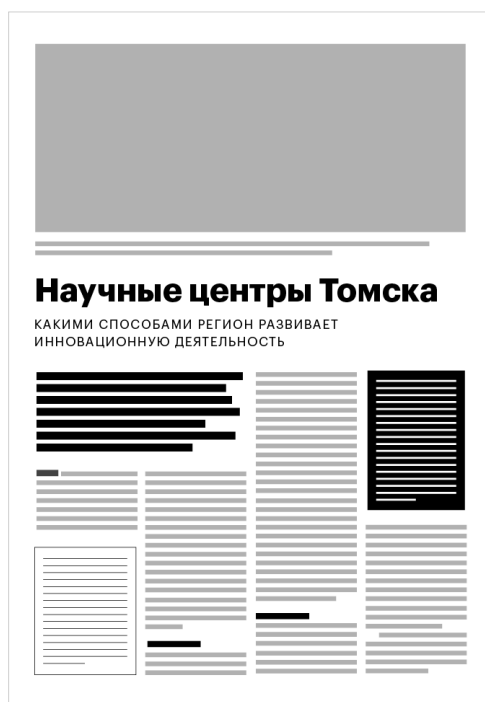 Научные центры Томска
КАКИМИ СПОСОБАМИ РЕГИОН РАЗВИВАЕТ
ИННОВАЦИОННУЮ ДЕЯТЕЛЬНОСТЬ